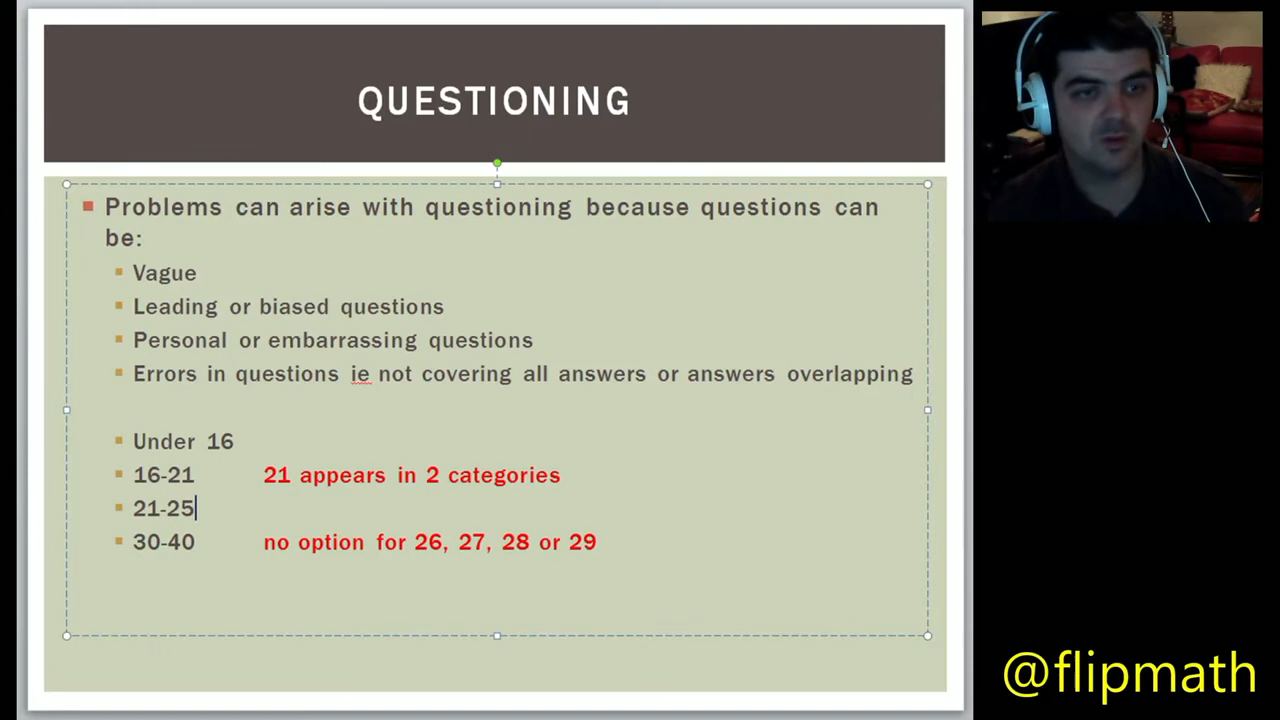 QUESTIONING
Problems can arise with questioning because questions can
be:
Vague
Leading or biased questions
Personal or embarrassing questions
Errors in questions ie not covering all answers or answers overlapping
Under 16
16-21 21 appears in 2 categories
21-25
30-40 no option for 26, 27, 28 or 29
@flipmath